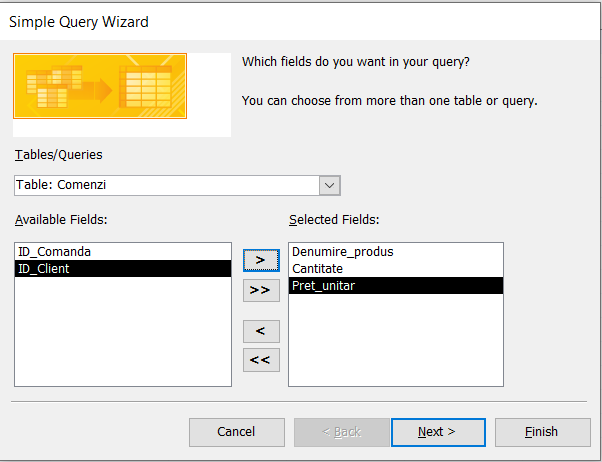 Simple Query Wizard
Which fields do you want in your query?
You can choose from more than one table or query.
Tables/Queries
Table: Comenzi
Available Fields:
Selected Fields:
ID_Comanda
ID_Client
>
>>
<
<<
Denumire_produs
Cantitate
Pret_unitar
Cancel
< Back
Next >
Finish